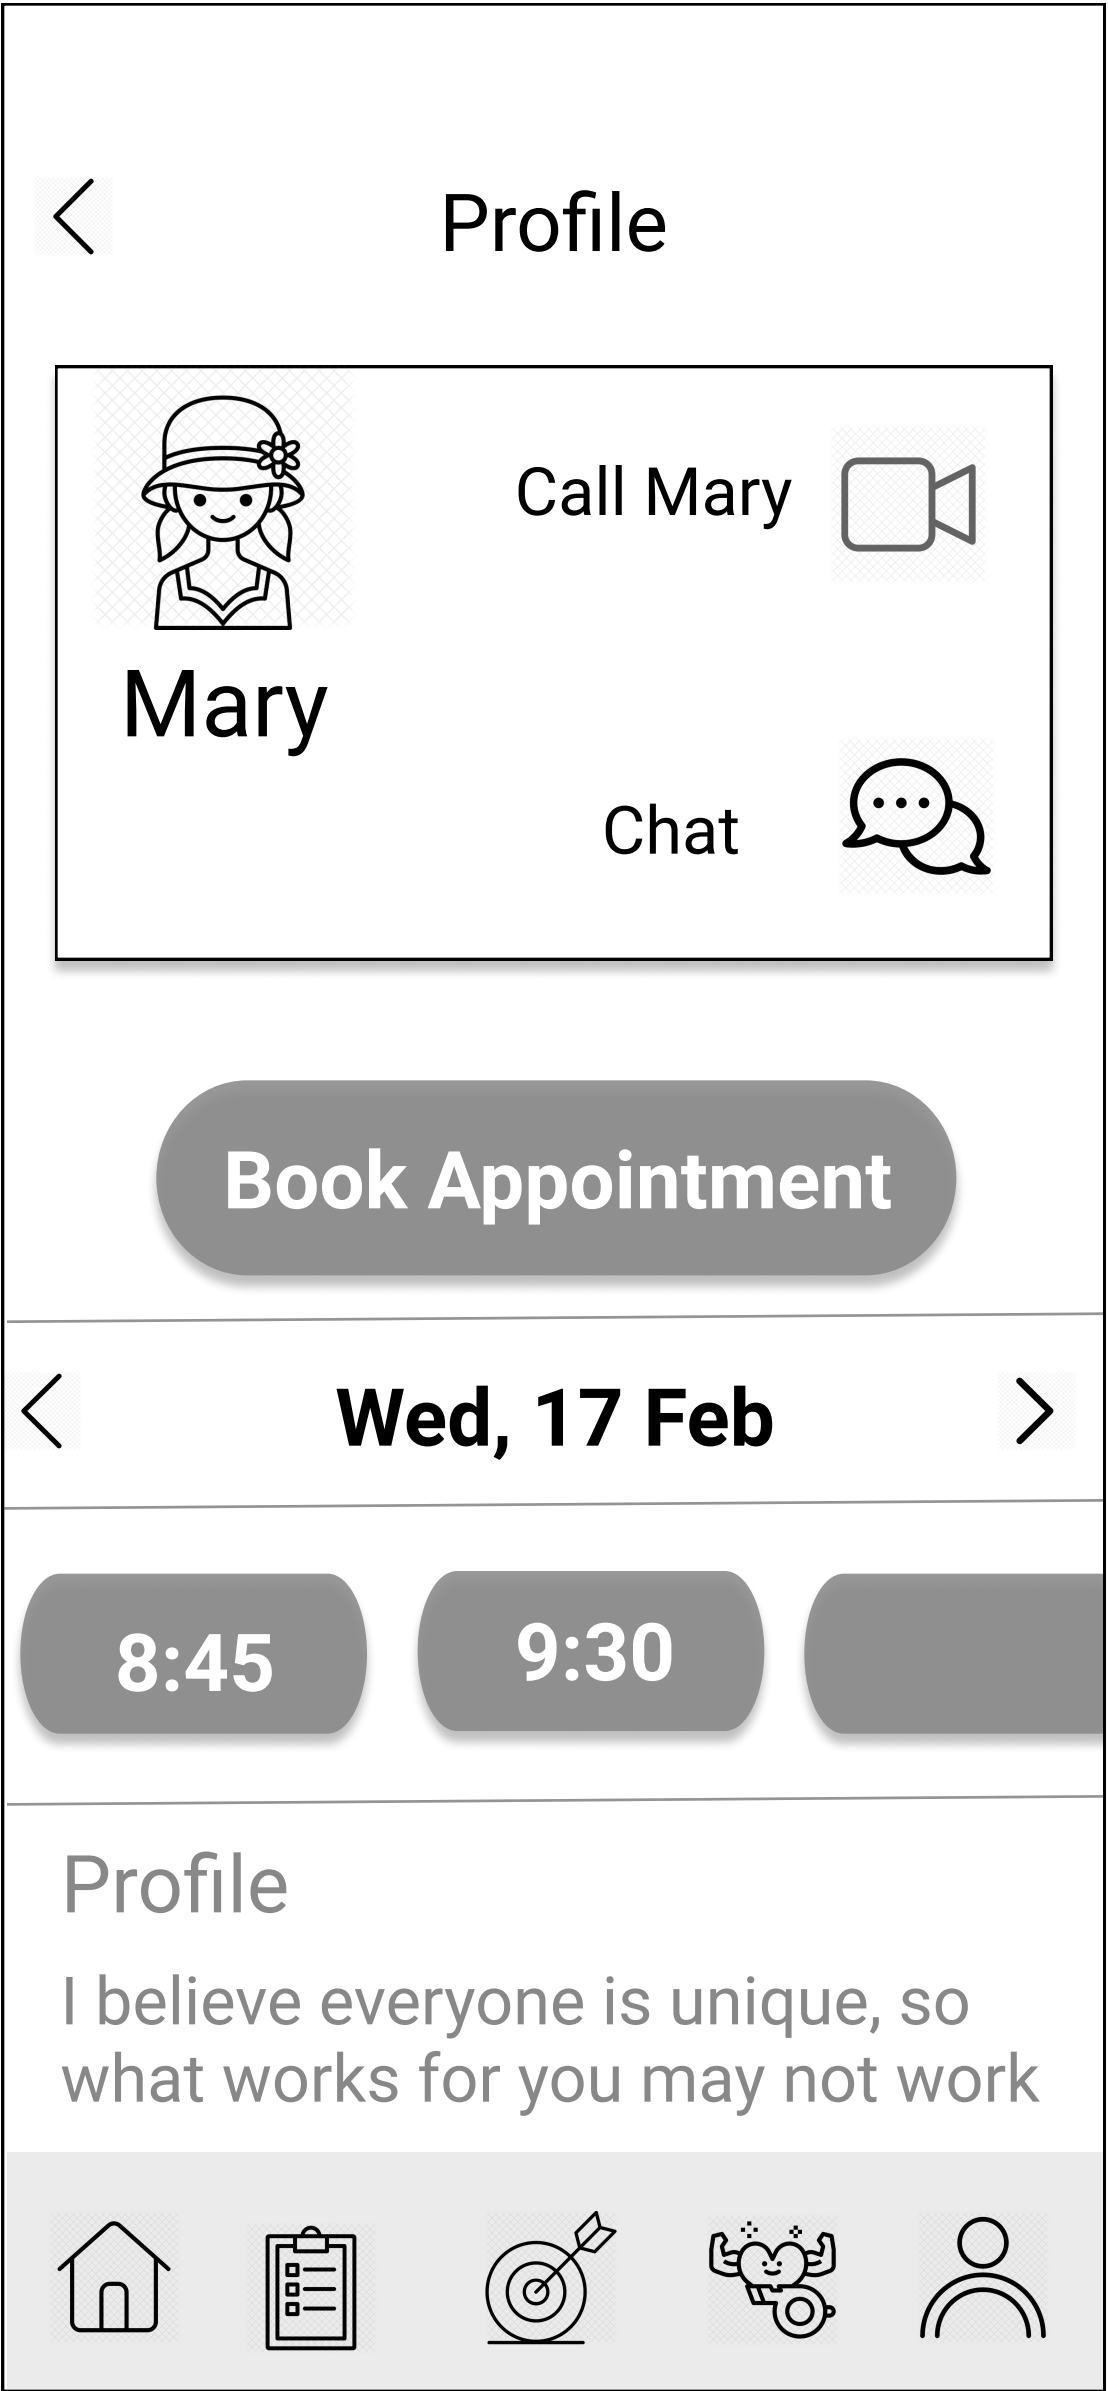 Profile
Call Mary
Mary
Chat
Book Appointment
Wed, 17 Feb
8:45
9:30
Profile
I believe everyone is unique, so
what works for you may not work